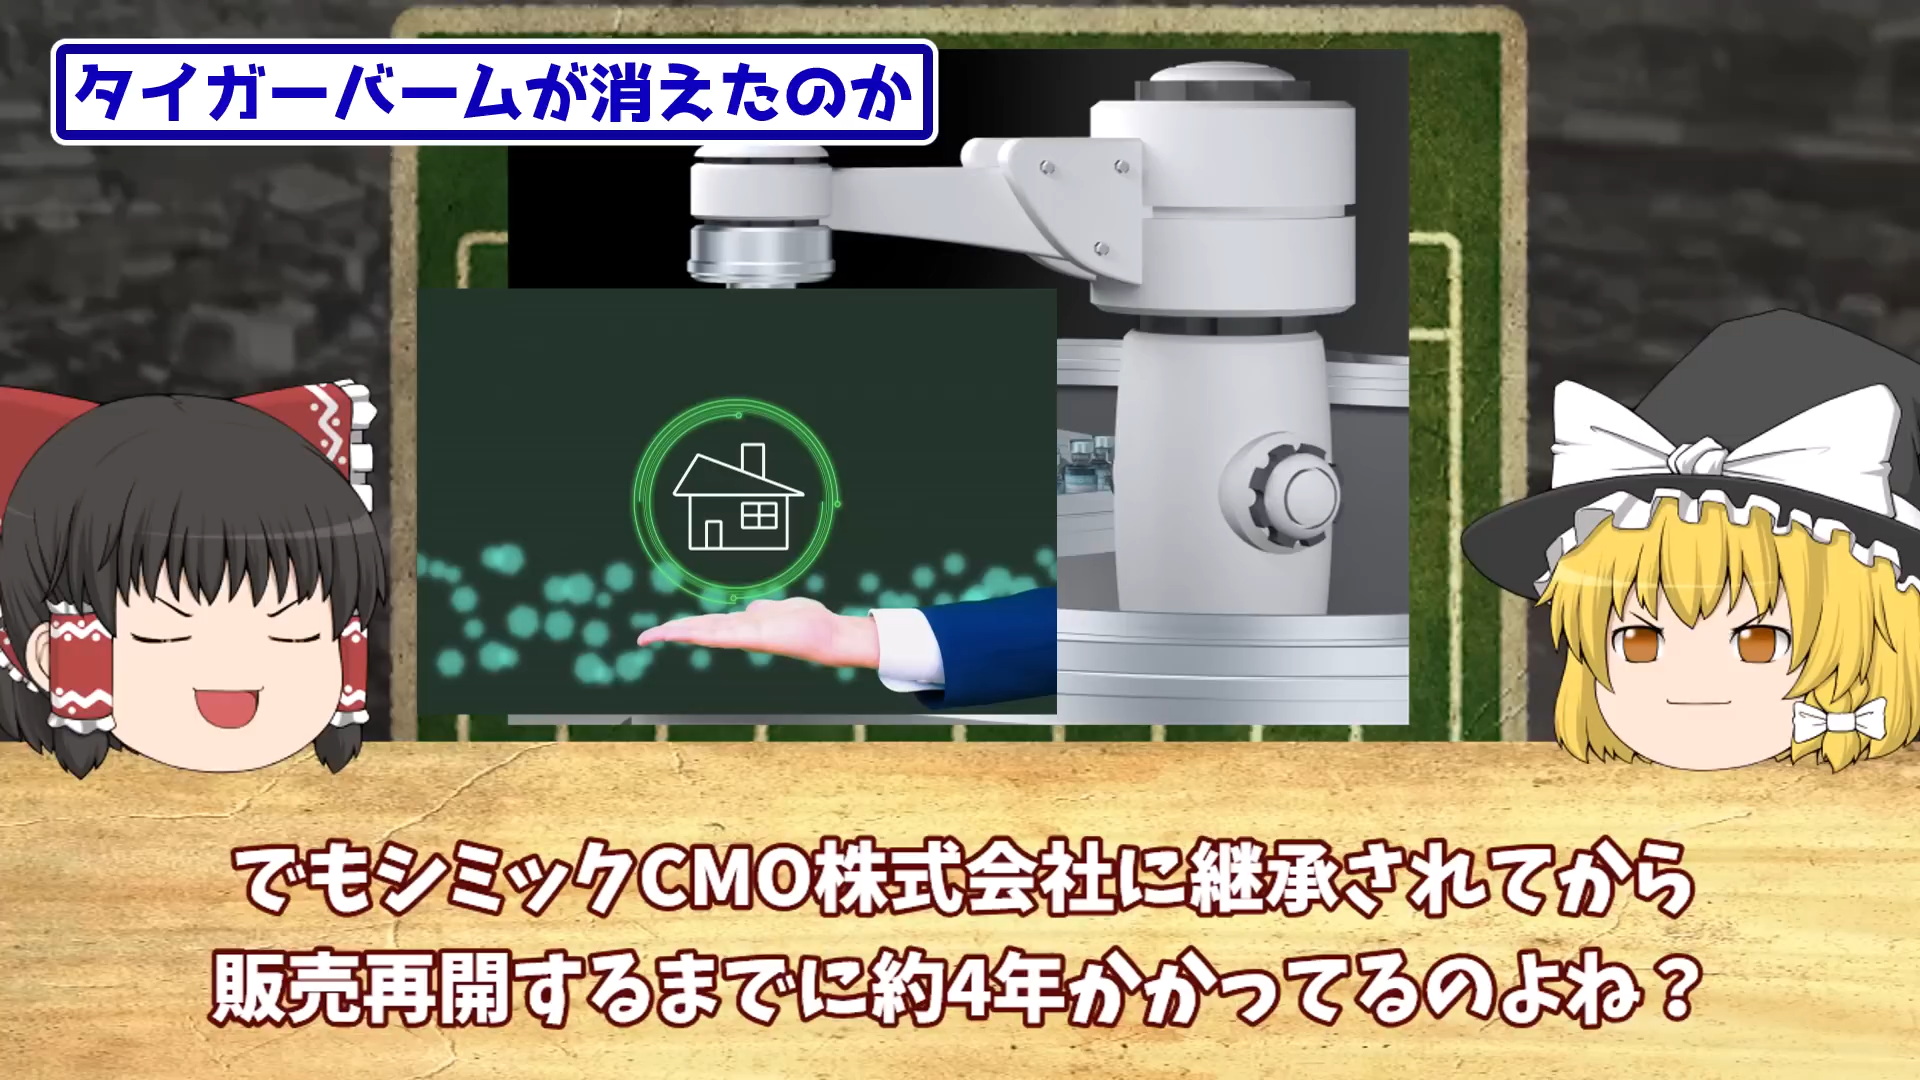 タイガーバームが消えたのか
でもシミックCMO株式会社に継承されてから
販売再開するまでに約4年かかってるのよね？